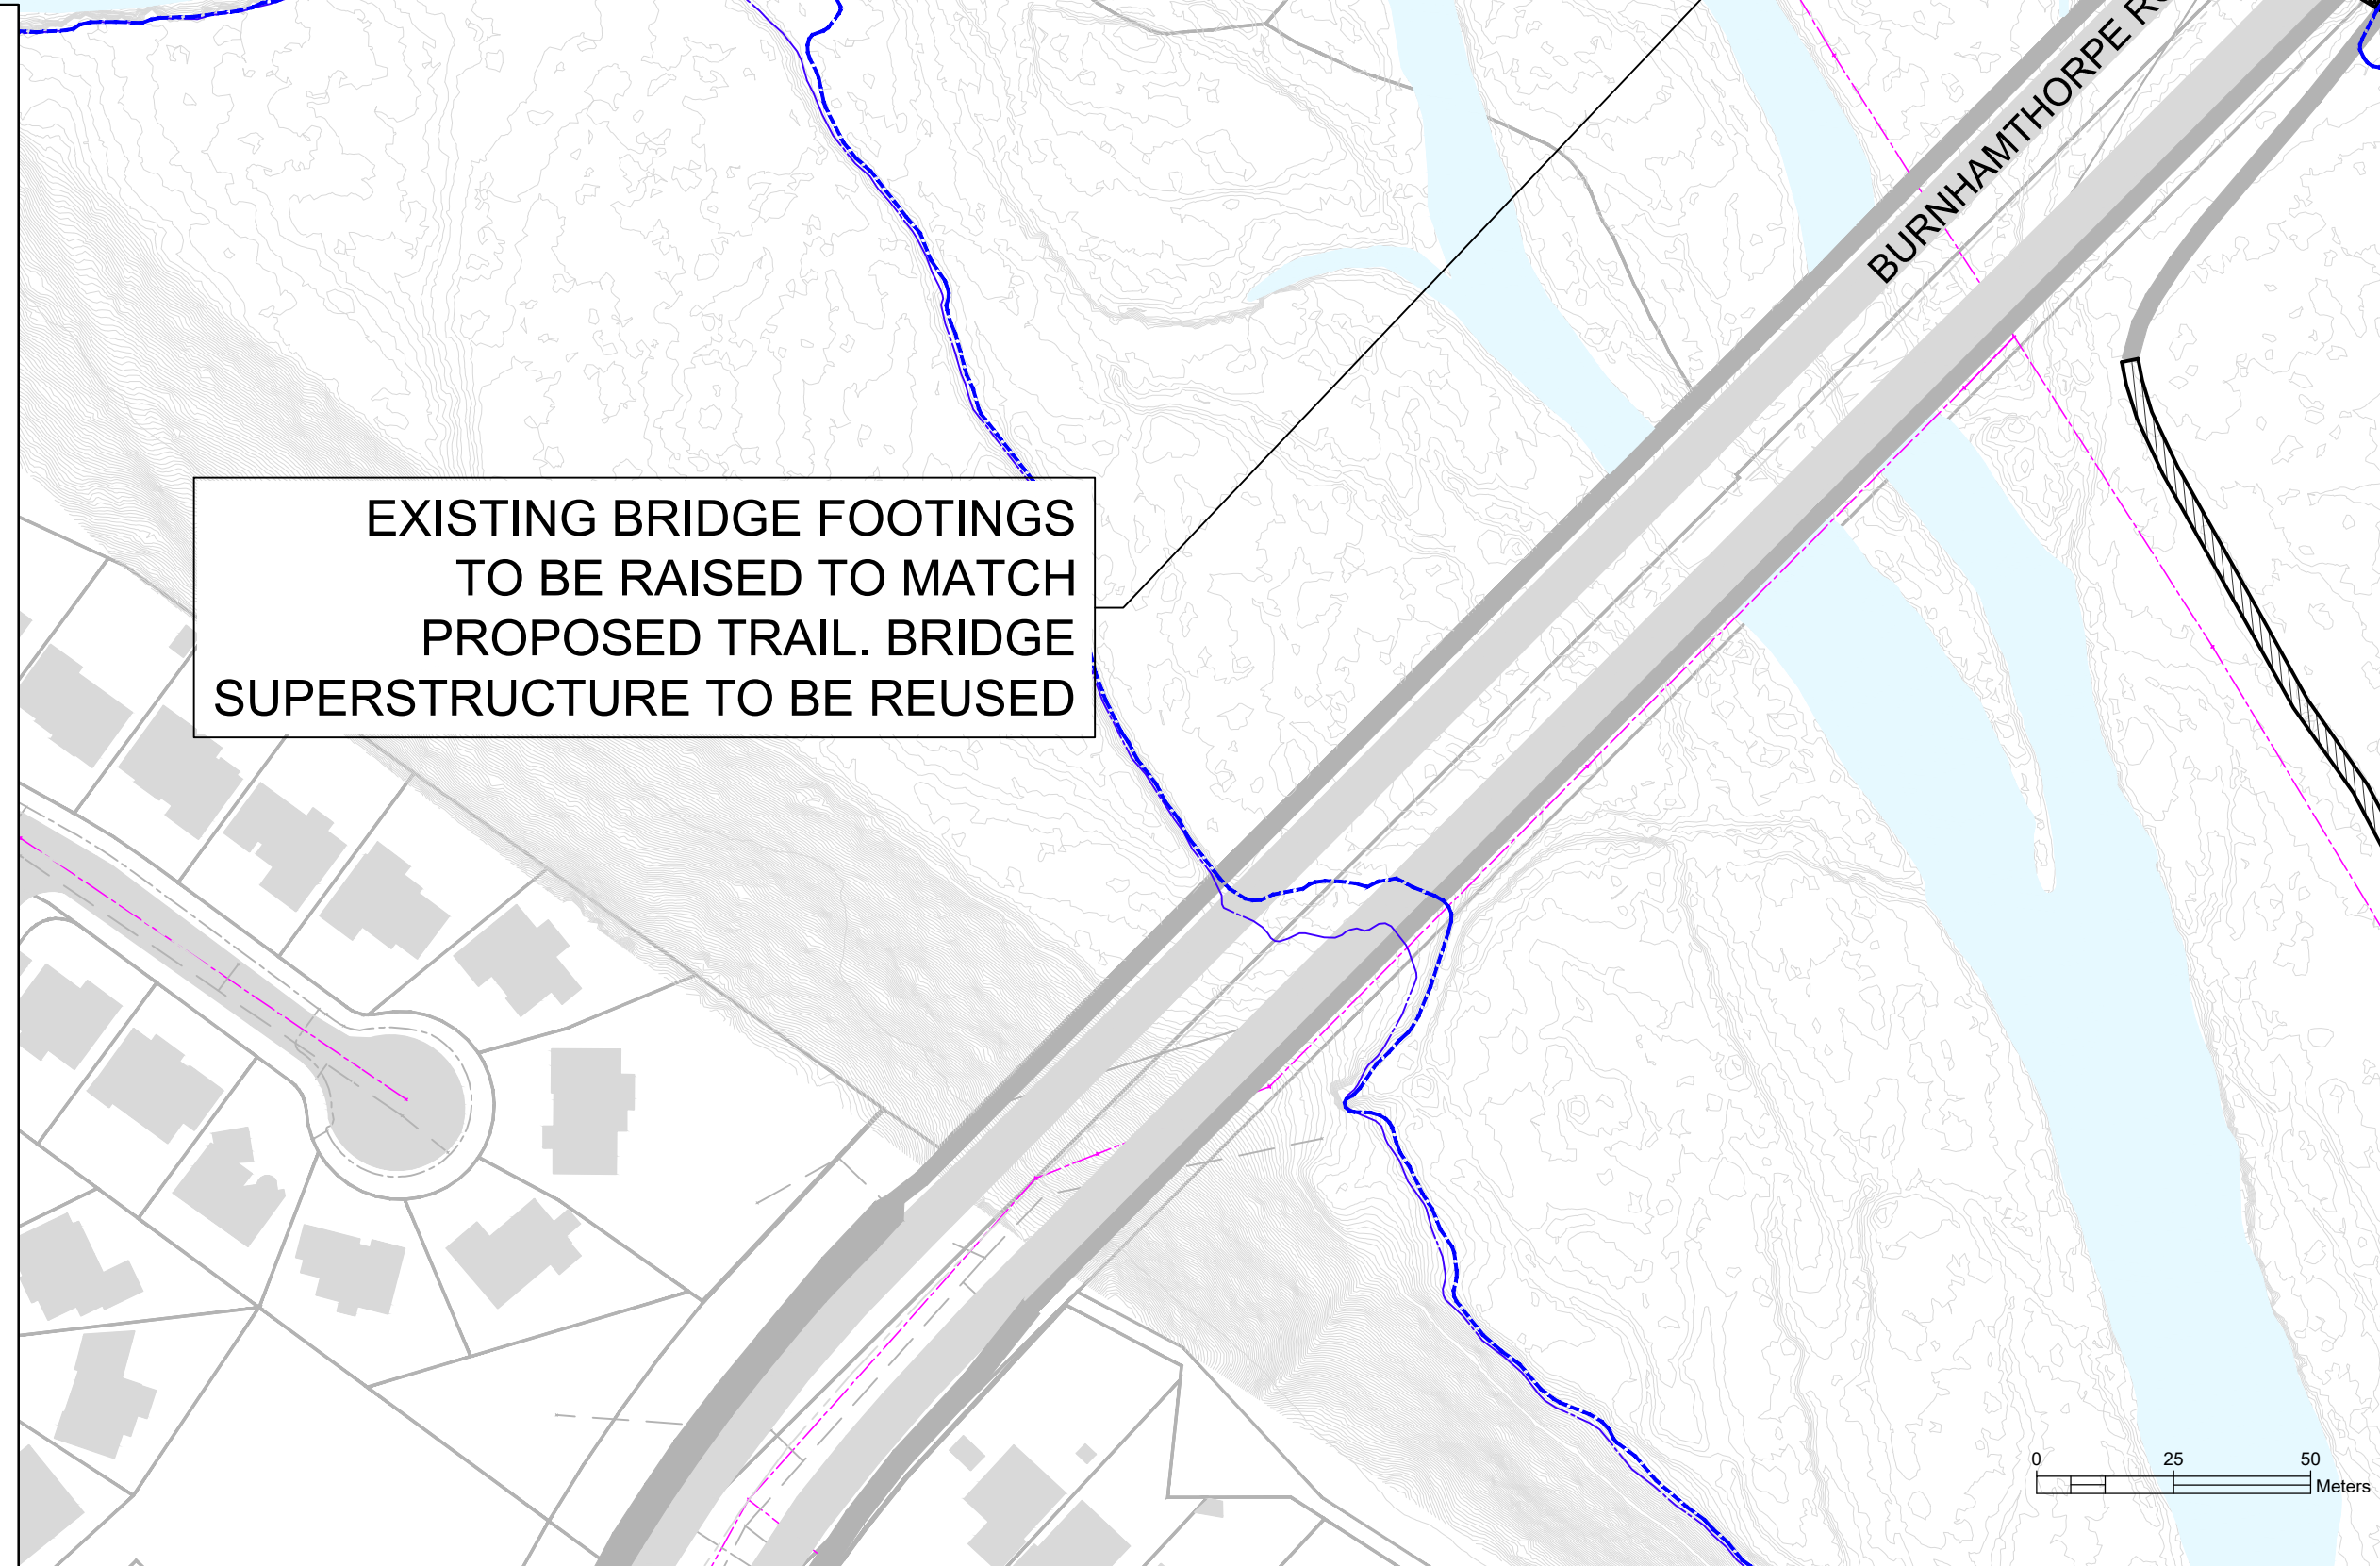 BURNHAMTHORPE
EXISTING BRIDGE FOOTINGS
TO BE RAISED TO MATCH
PROPOSED TRAIL. BRIDGE
SUPERSTRUCTURE TO BE REUSED
0 25 50
Meters